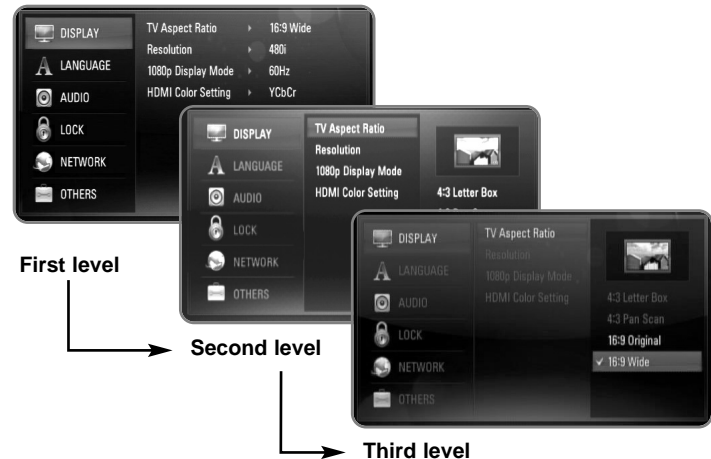 DISPLAY
LANGUAGE
AUDIO
LOCK
NETWORK
OTHERS
TV Aspect Ratio 16:9 Wide
Resolution 480i
1080p Display Mode 60Hz
HDMI Color Setting YCbCr
First level
DISPLAY
LANGUAGE
AUDIO
LOCK
NETWORK
OTHERS
TV Aspect Ratio
Resolution
1080p Display Mode
HDMI Color Setting
4:3 Letter Box
Second level
DISPLAY
LANGUAGE
AUDIO
LOCK
NETWORK
OTHERS
TV Aspect Ratio
Resolution
1080p Display Mode
HDMI Color Setting
4:3 Letter Box
4:3 Pan Scan
16:9 Original
✓ 16:9 Wide
Third level